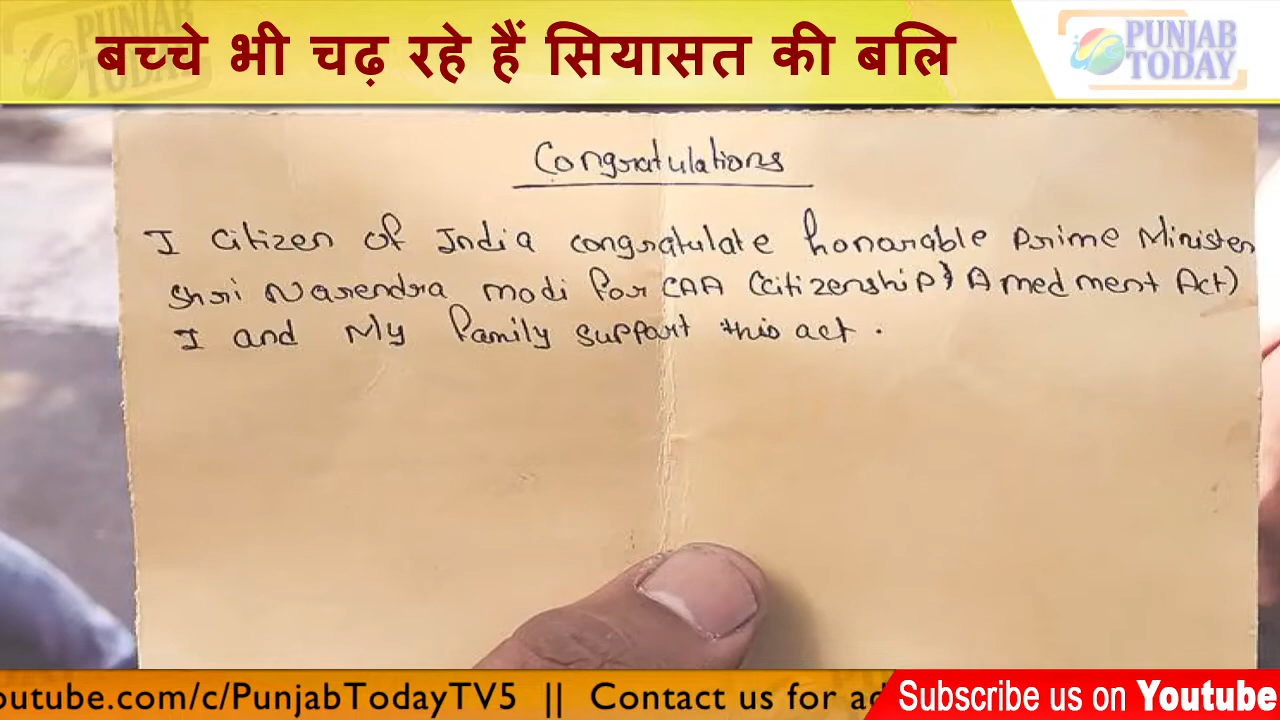 बच्चे भी चढ़ रहे हैं सियासत की बलि
PUNJAB
TODAY
Congratulations
I citizen of India congratulate honarable prime Minister
Shri Narendra modi for CAA (citizenship Amedment Act)
I and My family support this act.
outube.com/c/PunjabTodayTV5 || Contact us for ad
Subscribe us on Youtube